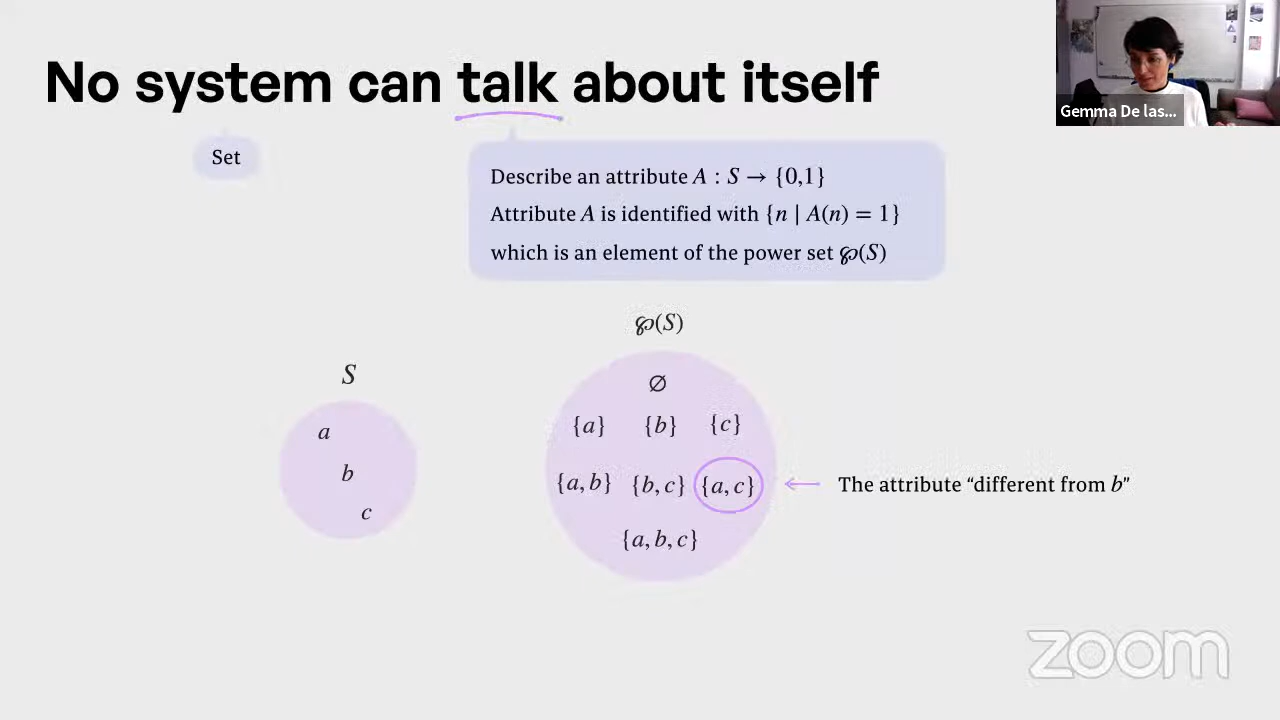 No system can talk about itself
Gemma De las...
Set
Describe an attribute A : S → {0,1}
Attribute A is identified with {n | A(n) = 1}
which is an element of the power set ℘(S)
℘(S)
S
∅
a
{a} {b} {c}
b
{a, b} {b, c} {a, c}
The attribute “different from b”
c
{a, b, c}
zoom